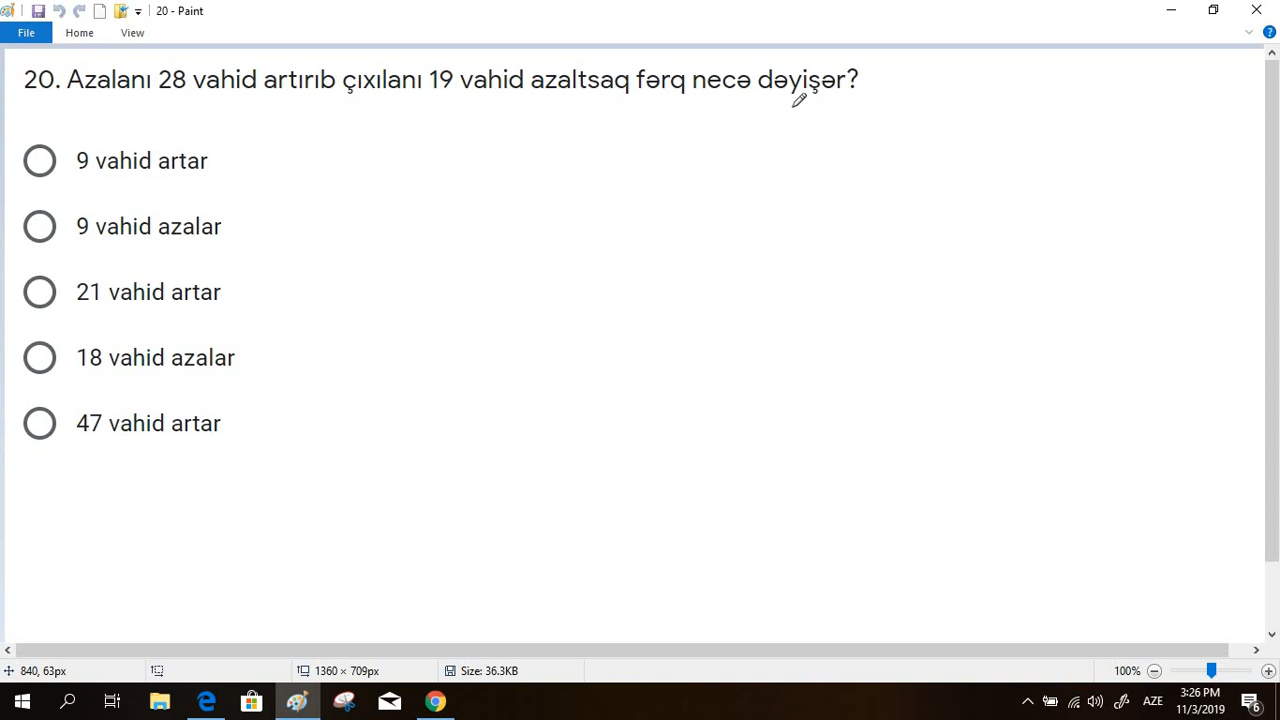 20 - Paint
File Home View
20. Azalanı 28 vahid artırıb çıxılanı 19 vahid azaltsaq fərq necə dəyişər?
9 vahid artar
9 vahid azalar
21 vahid artar
18 vahid azalar
47 vahid artar
840, 63px 1360 × 709px Size: 36.3KB 100%
AZE 3:26 PM
11/3/2019 6